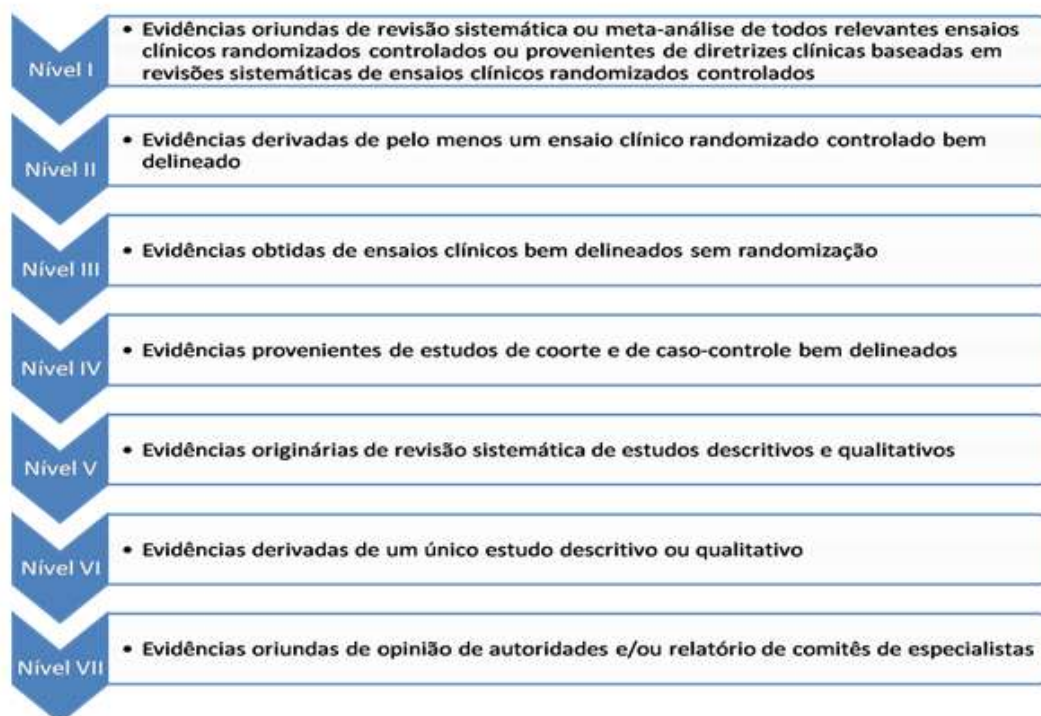 Nível I
• Evidências oriundas de revisão sistemática ou meta-análise de todos relevantes ensaios
clínicos randomizados controlados ou provenientes de diretrizes clínicas baseadas em
revisões sistemáticas de ensaios clínicos randomizados controlados
Nível II
• Evidências derivadas de pelo menos um ensaio clínico randomizado controlado bem
delineado
Nível III
• Evidências obtidas de ensaios clínicos bem delineados sem randomização
Nível IV
• Evidências provenientes de estudos de coorte e de caso-controle bem delineados
Nível V
• Evidências originárias de revisão sistemática de estudos descritivos e qualitativos
Nível VI
• Evidências derivadas de um único estudo descritivo ou qualitativo
Nível VII
• Evidências oriundas de opinião de autoridades e/ou relatório de comitês de especialistas